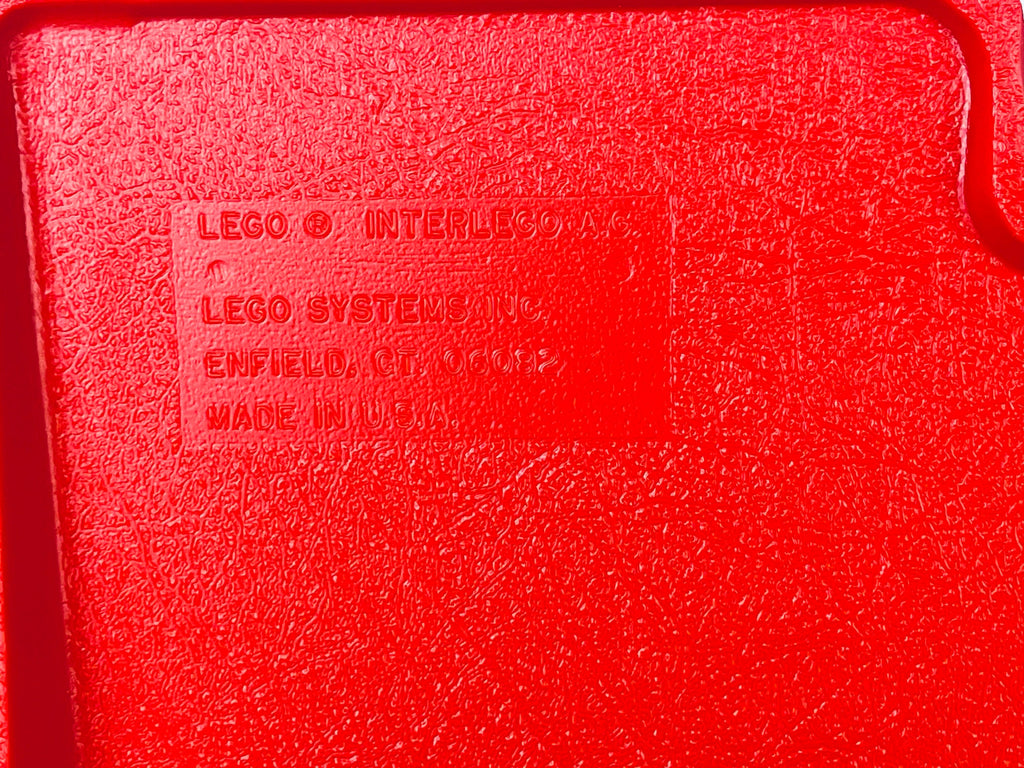 LEGO ® INTERLEGO A.G.
LEGO SYSTEMS INC.
ENFIELD, CT. 06082
MADE IN U.S.A.